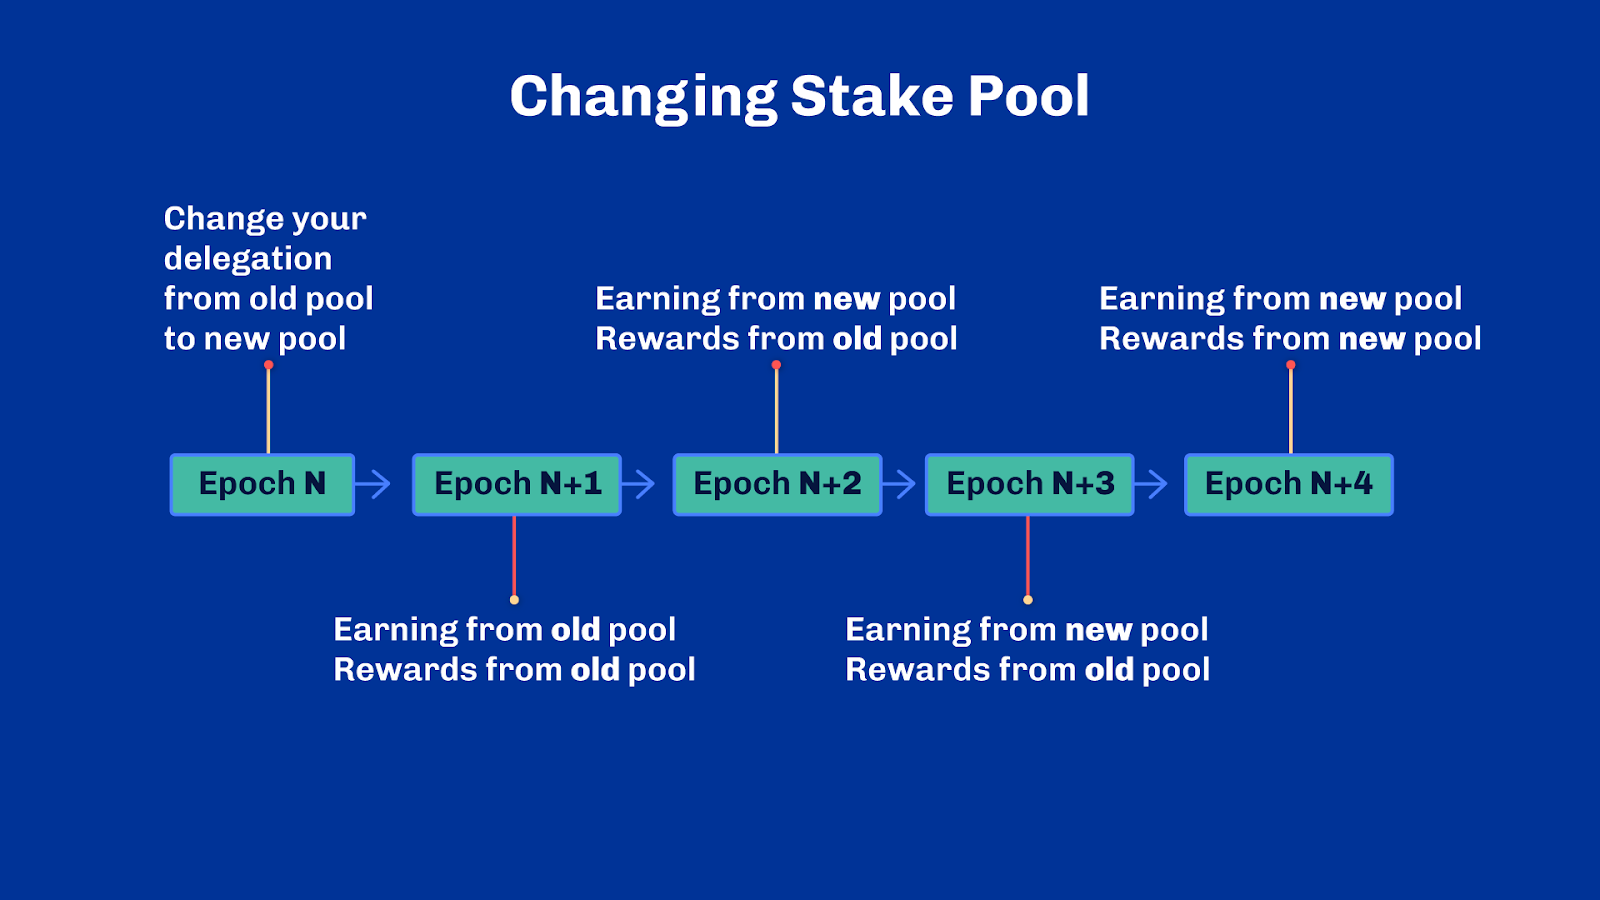 Changing Stake Pool
Change your
delegation
from old pool
to new pool
Earning from new pool
Rewards from old pool
Earning from new pool
Rewards from new pool
Epoch N
Epoch N+1
Epoch N+2
Epoch N+3
Epoch N+4
Earning from old pool
Rewards from old pool
Earning from new pool
Rewards from old pool